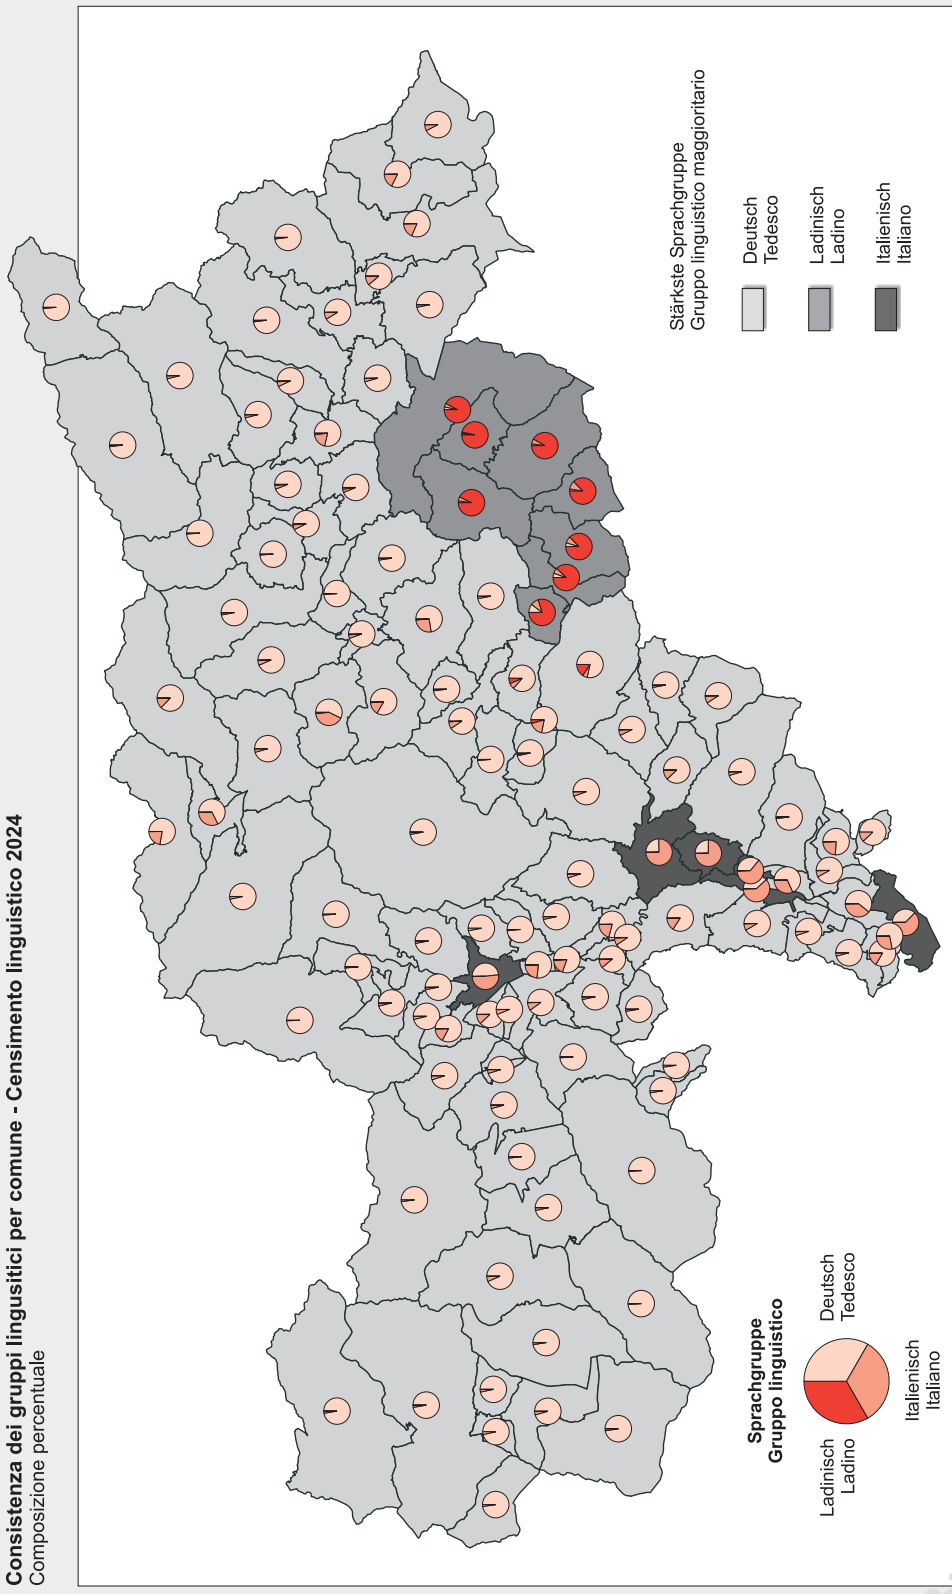 Consistenza dei gruppi lingusitici per comune - Censimento linguistico 2024
Composizione percentuale
Stärkste Sprachgruppe
Gruppo linguistico maggioritario
Deutsch
Tedesco
Ladinisch
Ladino
Italienisch
Italiano
Sprachgruppe
Gruppo linguistico
Ladinisch
Ladino
Deutsch
Tedesco
Italienisch
Italiano